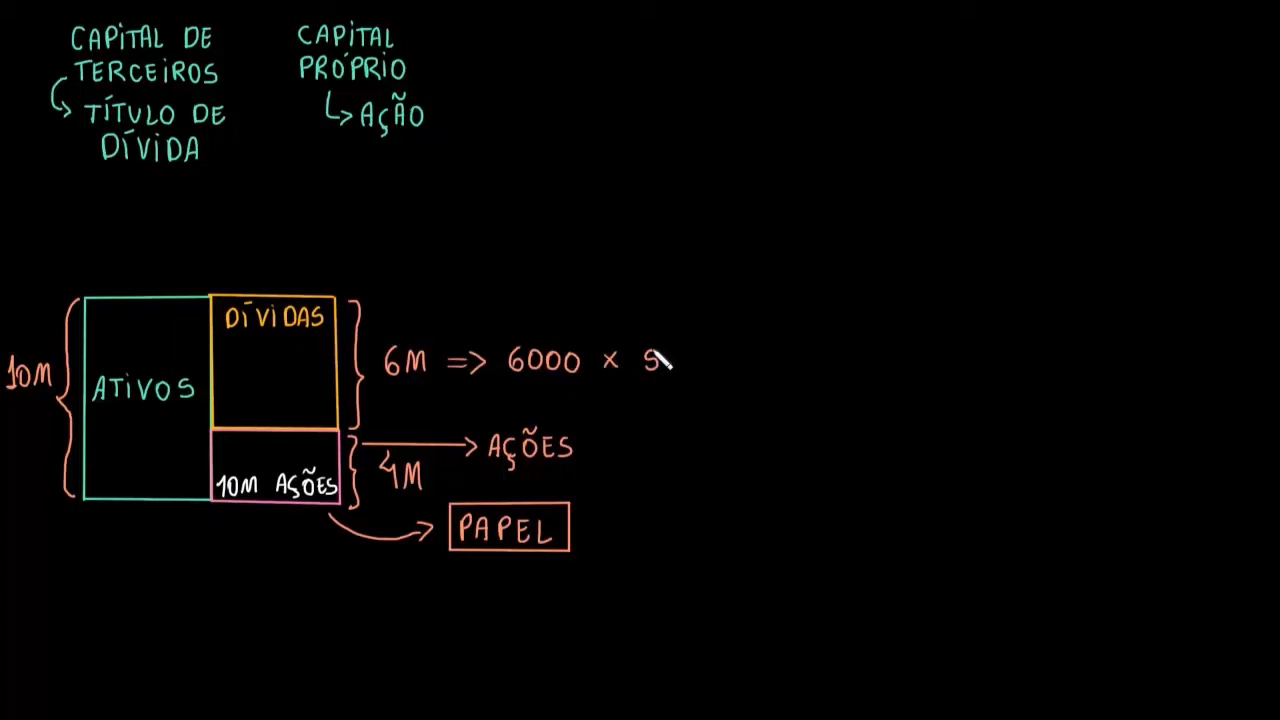 CAPITAL DE
TERCEIROS
TÍTULO DE
DÍVIDA
CAPITAL
PRÓPRIO
AÇÃO
10M
ATIVOS
DÍVIDAS
6M => 6000 x
10M AÇÕES
4M
AÇÕES
PAPEL